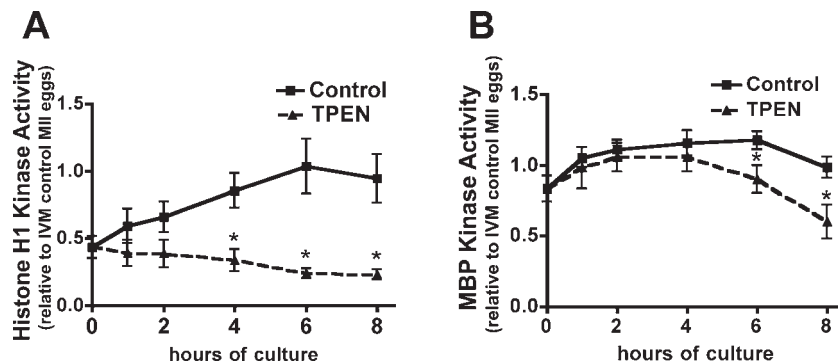 A
Histone H1 Kinase Activity
(relative to IVM control MII eggs)
Control
TPEN
1.5
1.0
0.5
0.0
*
*
*
0
2
4
6
8
hours of culture
B
MBP Kinase Activity
(relative to IVM control MII eggs)
Control
TPEN
1.5
1.0
0.5
0.0
*
*
0
2
4
6
8
hours of culture